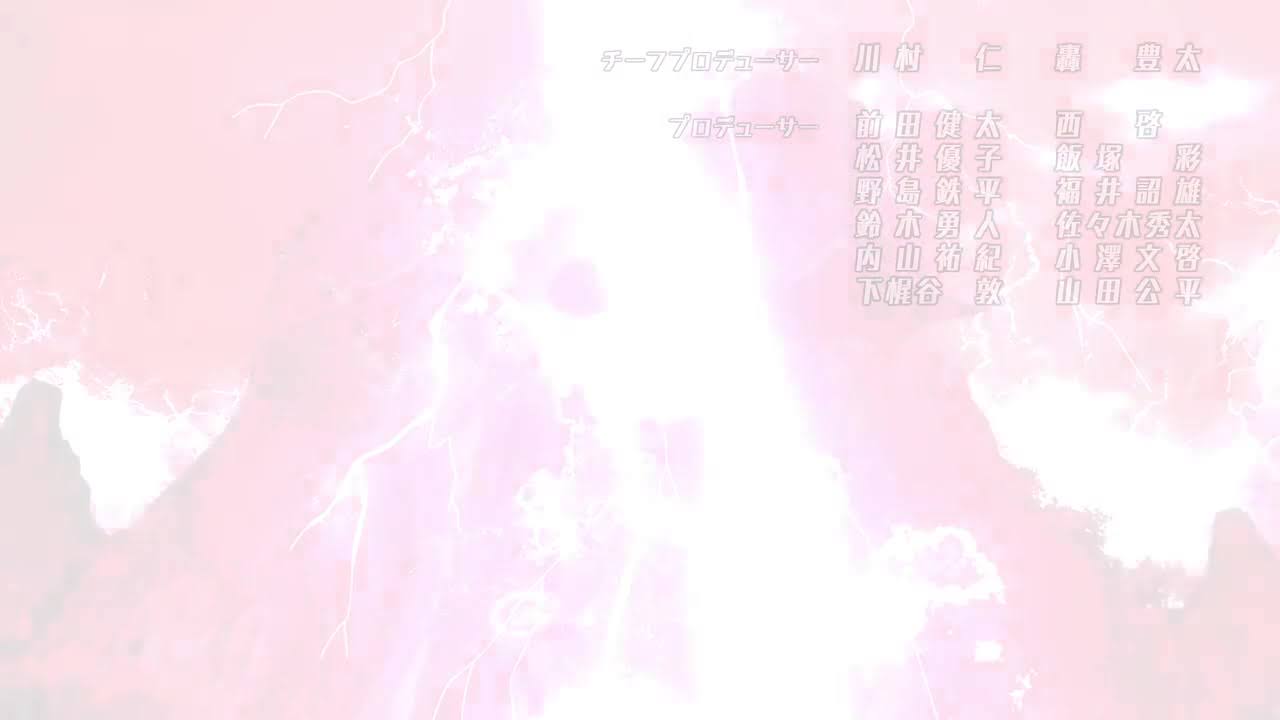 チーフプロデューサー 川村 仁 轟 豊太
プロデューサー 前田健太 西 啓
松井優子 飯塚 彩
野島鉄平 福井詔雄
鈴木勇人 佐々木秀太
内山祐紀 小澤文啓
下梶谷 敦 山田公平